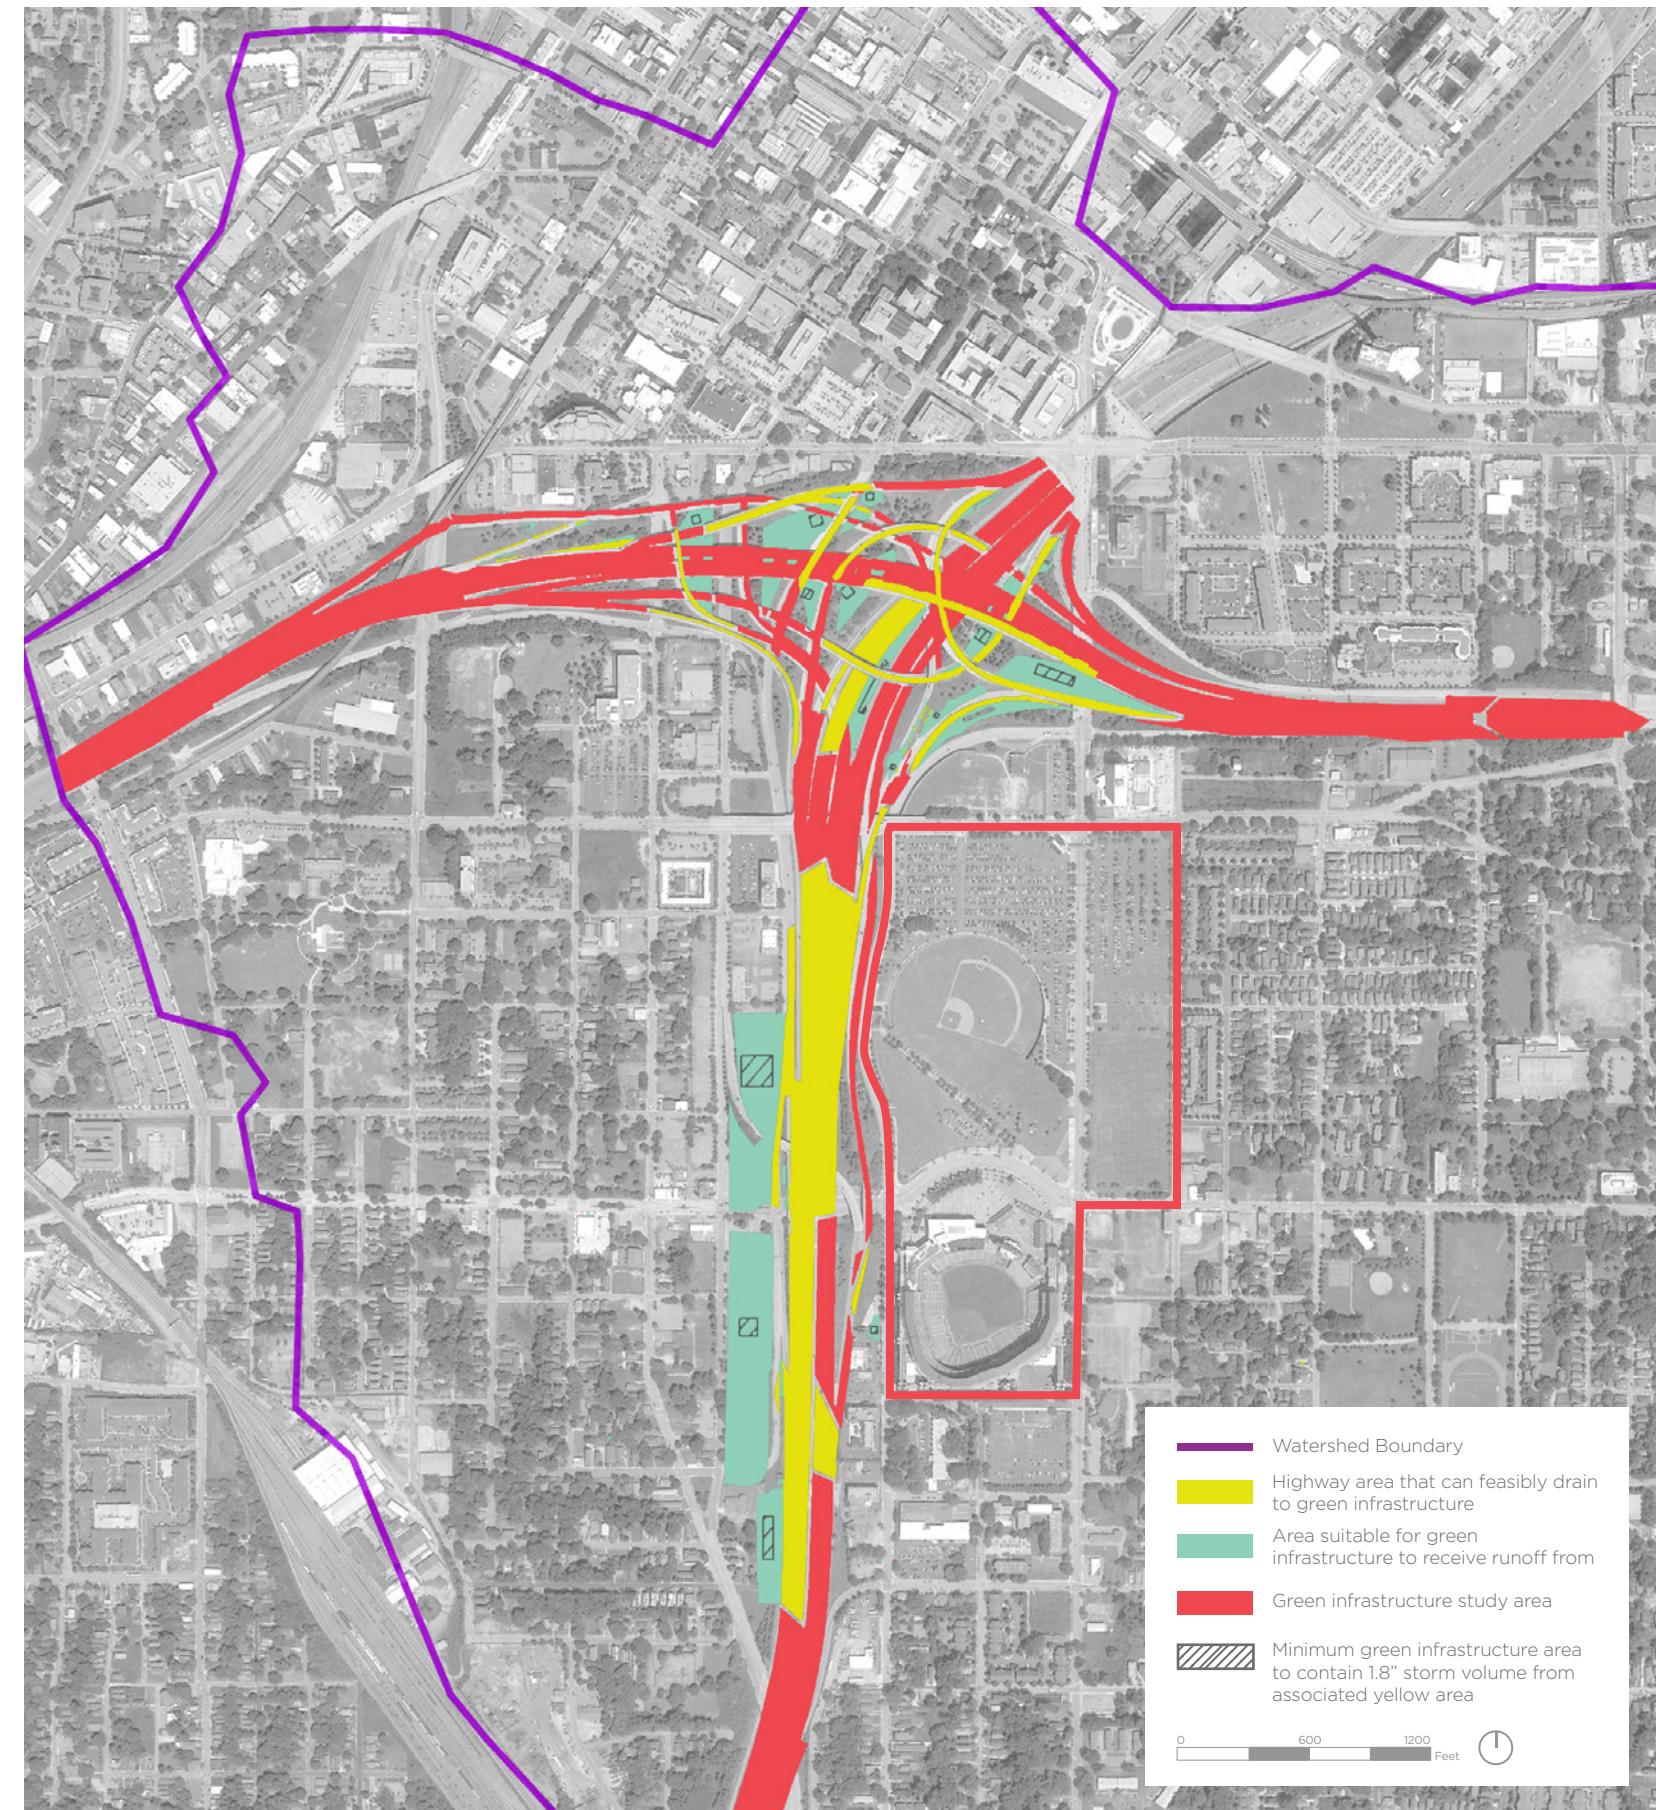 Watershed Boundary
Highway area that can feasibly drain
to green infrastructure
Area suitable for green
infrastructure to receive runoff from
Green infrastructure study area
Minimum green infrastructure area
to contain 1.8” storm volume from
associated yellow area
0 600 1200
Feet